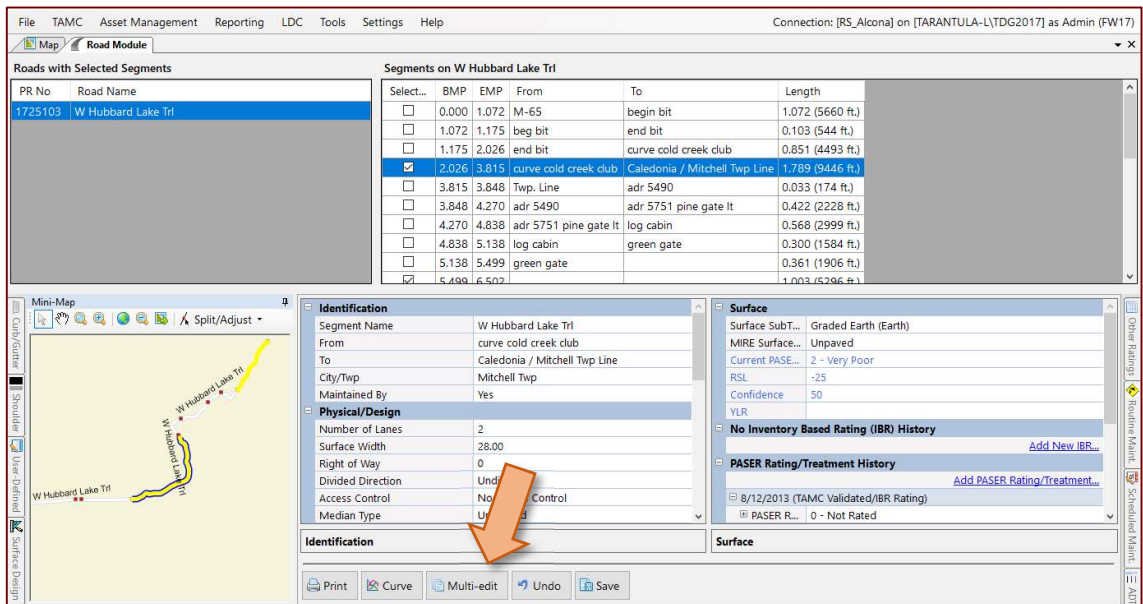 File TAMC Asset Management Reporting LDC Tools Settings Help Connection: [RS_Alcona] on [TARANTULA-L\TDG2017] as Admin (FW17)
Map Road Module
Roads with Selected Segments
PR No Road Name
1725103 W Hubbard Lake Trl
Segments on W Hubbard Lake Trl
Select... BMP EMP From To Length
0.000 1.072 M-65 begin bit 1.072 (5660 ft.)
1.072 1.175 beg bit end bit 0.103 (544 ft.)
1.175 2.026 end bit curve cold creek club 0.851 (4493 ft.)
2.026 3.815 curve cold creek club Caledonia / Mitchell Twp Line 1.789 (9446 ft.)
3.815 3.848 Twp. Line adr 5490 0.033 (174 ft.)
3.848 4.270 adr 5490 adr 5751 pine gate lt 0.422 (2228 ft.)
4.270 4.838 adr 5751 pine gate lt log cabin 0.568 (2999 ft.)
4.838 5.138 log cabin green gate 0.300 (1584 ft.)
5.138 5.499 green gate 0.361 (1906 ft.)
5.499 6.502 1.003 (5296 ft.)
Curb/Gutter
Shoulder
User-Defined
Surface Design
Mini-Map
Split/Adjust
W Hubbard Lake Trl
W Hubbard Lake Trl
W Hubbard Lake Trl
Identification
Segment Name W Hubbard Lake Trl
From curve cold creek club
To Caledonia / Mitchell Twp Line
City/Twp Mitchell Twp
Maintained By Yes
Physical/Design
Number of Lanes 2
Surface Width 28.00
Right of Way 0
Divided Direction
Access Control No Control
Median Type
Identification
Surface
Surface SubT... Graded Earth (Earth)
MIRE Surface... Unpaved
Current PASE... 2 - Very Poor
RSL -25
Confidence 50
YLR
No Inventory Based Rating (IBR) History
Add New IBR...
PASER Rating/Treatment History
Add PASER Rating/Treatment...
8/12/2013 (TAMC Validated/IBR Rating)
PASER R... 0 - Not Rated
Surface
Other Ratings
Routine Maint.
Scheduled Maint.
ADT
Print Curve Multi-edit Undo Save